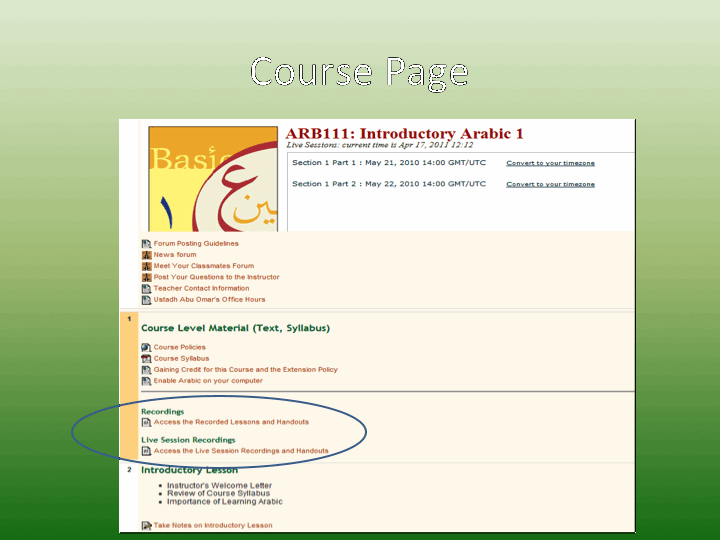 Course Page
ARB111: Introductory Arabic 1
Live Sessions: current time is Apr 17, 2011 12:12
Basic
ع
١
Section 1 Part 1 : May 21, 2010 14:00 GMT/UTC Convert to your timezone
Section 1 Part 2 : May 22, 2010 14:00 GMT/UTC Convert to your timezone
Forum Posting Guidelines
News forum
Meet Your Classmates Forum
Post Your Questions to the Instructor
Teacher Contact Information
Ustadh Abu Omar's Office Hours
1
Course Level Material (Text, Syllabus)
Course Policies
Course Syllabus
Gaining Credit for this Course and the Extension Policy
Enable Arabic on your computer
Recordings
Access the Recorded Lessons and Handouts
Live Session Recordings
Access the Live Session Recordings and Handouts
2
Introductory Lesson
• Instructor's Welcome Letter
• Review of Course Syllabus
• Importance of Learning Arabic
Take Notes on Introductory Lesson